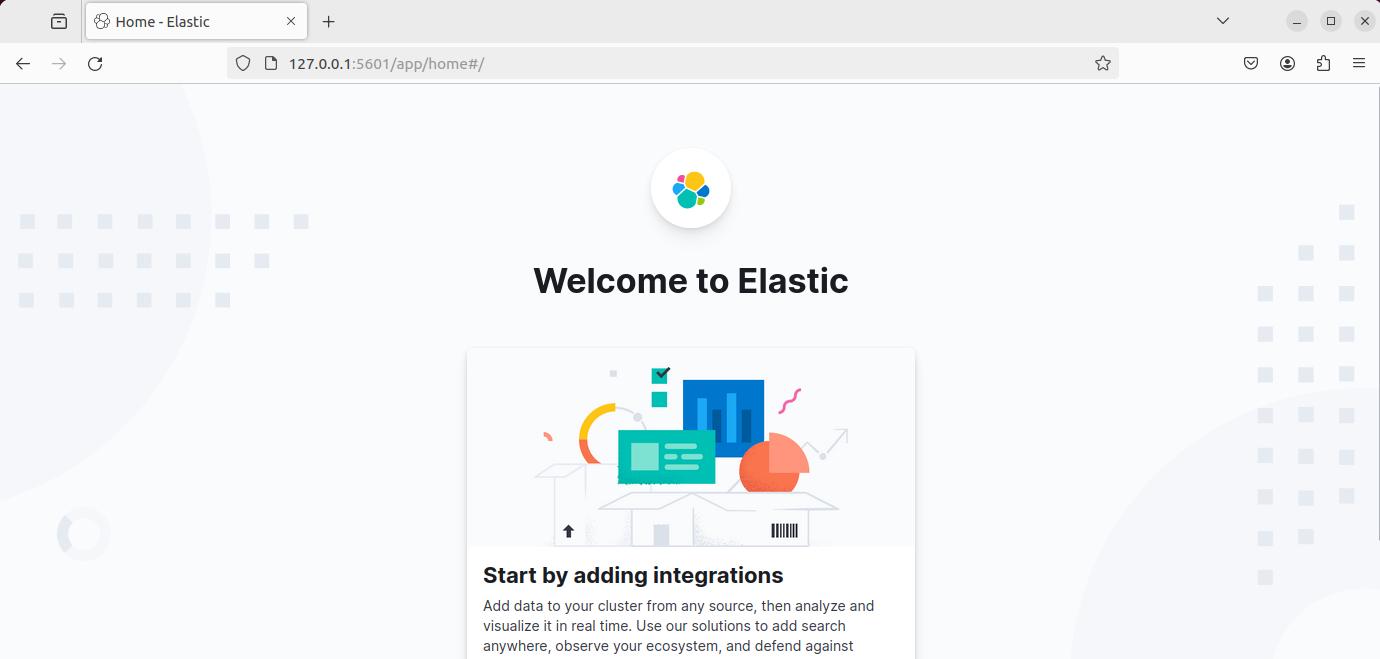 Home - Elastic
127.0.0.1:5601/app/home#/
Welcome to Elastic
Start by adding integrations
Add data to your cluster from any source, then analyze and
visualize it in real time. Use our solutions to add search
anywhere, observe your ecosystem, and defend against